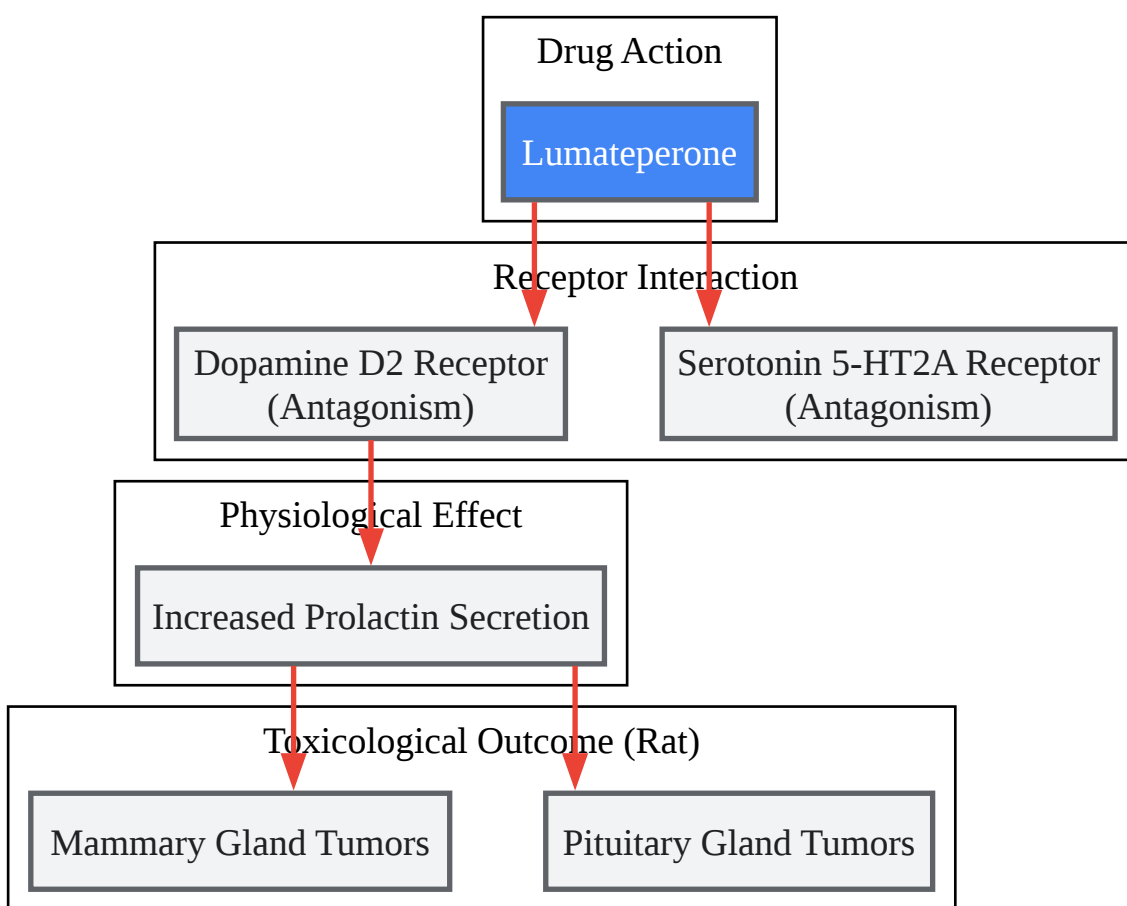 Drug Action
Lumateperone
Receptor Interaction
Dopamine D2 Receptor
(Antagonism)
Serotonin 5-HT2A Receptor
(Antagonism)
Physiological Effect
Increased Prolactin Secretion
Toxicological Outcome (Rat)
Mammary Gland Tumors
Pituitary Gland Tumors